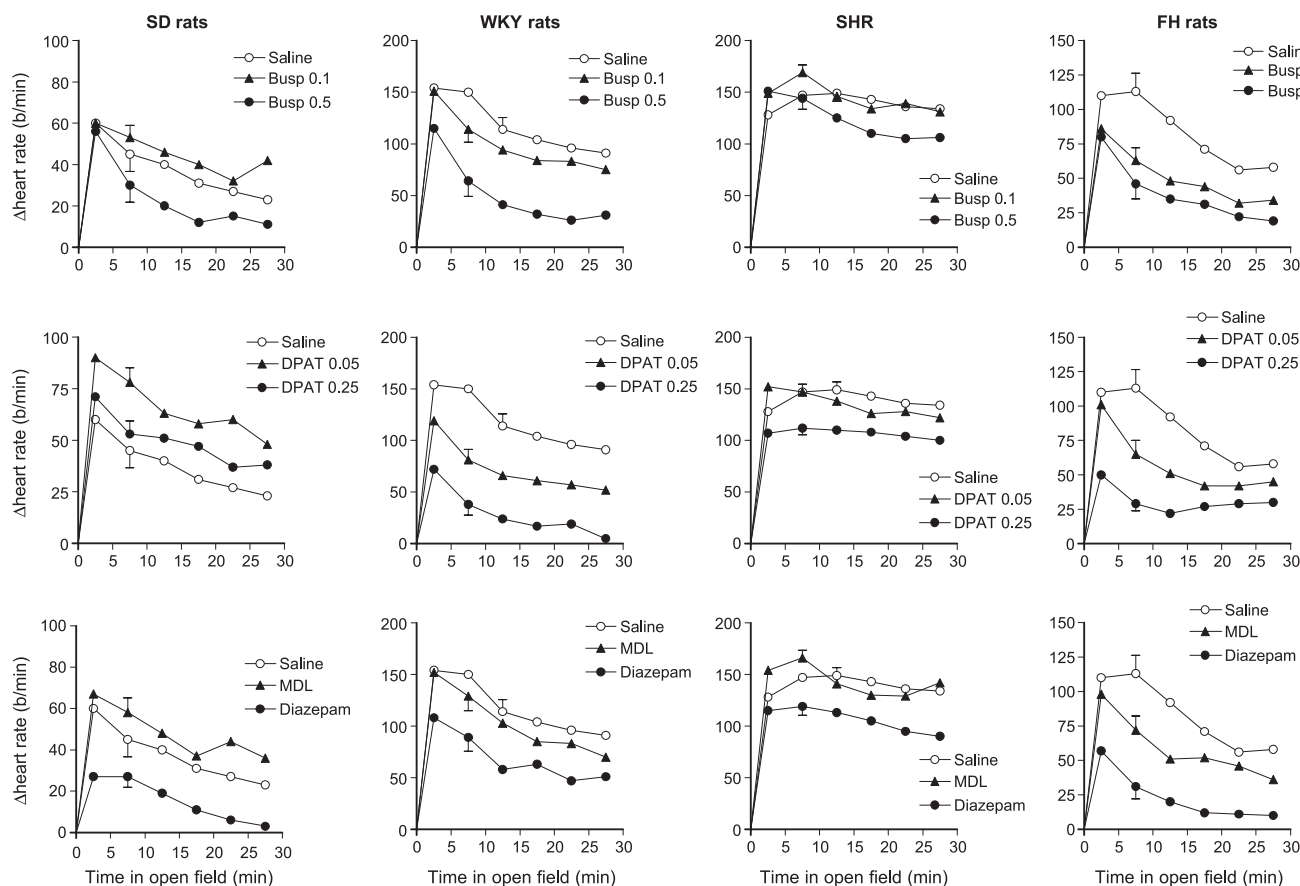 SD rats
WKY rats
SHR
FH rats
Δheart rate (b/min)
100
80
60
40
20
0
0 5 10 15 20 25 30
Saline
Busp 0.1
Busp 0.5
200
150
100
50
0
0 5 10 15 20 25 30
Saline
Busp 0.1
Busp 0.5
200
150
100
50
0
0 5 10 15 20 25 30
Saline
Busp 0.1
Busp 0.5
150
125
100
75
50
25
0
0 5 10 15 20 25 30
Salin
Busp
Busp
Δheart rate (b/min)
100
75
50
25
0
0 5 10 15 20 25 30
Saline
DPAT 0.05
DPAT 0.25
200
150
100
50
0
0 5 10 15 20 25 30
Saline
DPAT 0.05
DPAT 0.25
200
150
100
50
0
0 5 10 15 20 25 30
Saline
DPAT 0.05
DPAT 0.25
150
125
100
75
50
25
0
0 5 10 15 20 25 30
Saline
DPAT 0.05
DPAT 0.25
Δheart rate (b/min)
100
80
60
40
20
0
0 5 10 15 20 25 30
Saline
MDL
Diazepam
Time in open field (min)
200
150
100
50
0
0 5 10 15 20 25 30
Saline
MDL
Diazepam
Time in open field (min)
200
150
100
50
0
0 5 10 15 20 25 30
Saline
MDL
Diazepam
Time in open field (min)
150
125
100
75
50
25
0
0 5 10 15 20 25 30
Saline
MDL
Diazepam
Time in open field (min)